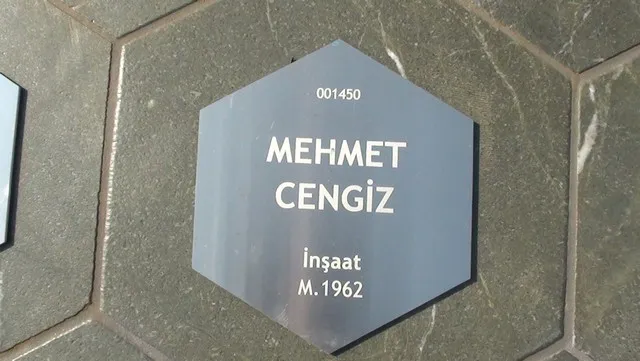 001450
MEHMET
CENGİZ
İnşaat
M.1962